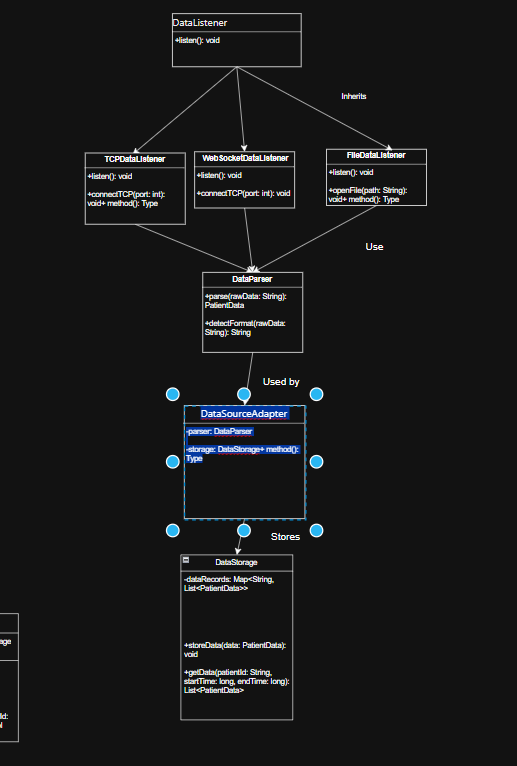 DataListener
+listen(): void
Inherits
TCPDataListener
+listen(): void
+connectTCP(port: int):
void+ method(): Type
WebSocketDataListener
+listen(): void
+connectTCP(port: int): void
FileDataListener
+listen(): void
+openFile(path: String):
void+ method(): Type
Use
DataParser
+parse(rawData: String):
PatientData
+detectFormat(rawData:
String): String
Used by
DataSourceAdapter
-parser: DataParser
-storage: DataStorage+ method():
Type
Stores
DataStorage
-dataRecords: Map<String,
List<PatientData>>
+storeData(data: PatientData):
void
+getData(patientId: String,
startTime: long, endTime: long):
List<PatientData>
age
Id: